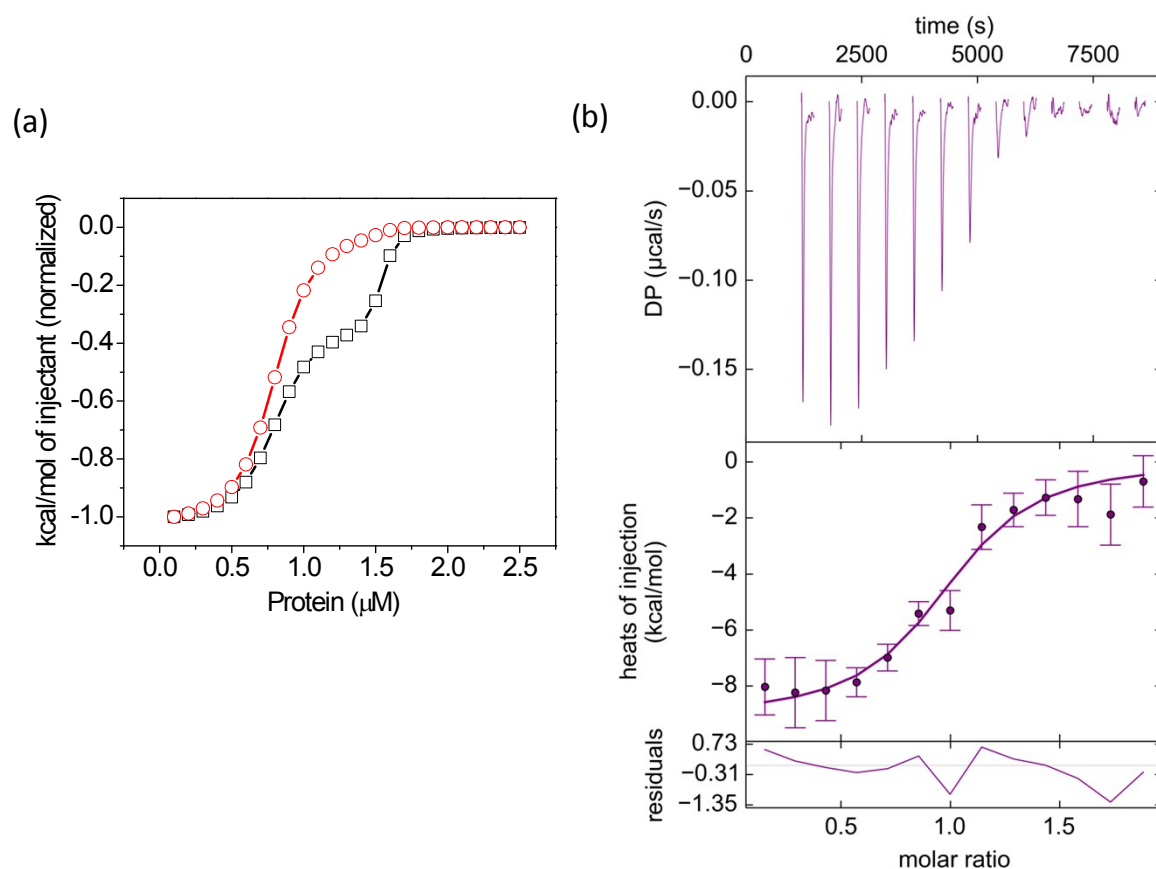 (a)
kcal/mol of injectant (normalized)
0.0
-0.2
-0.4
-0.6
-0.8
-1.0
0.0 0.5 1.0 1.5 2.0 2.5
Protein (μM)
(b)
time (s)
0 2500 5000 7500
DP (μcal/s)
0.00
−0.05
−0.10
−0.15
heats of injection
(kcal/mol)
0
−2
−4
−6
−8
residuals
0.73
−0.31
−1.35
0.5 1.0 1.5
molar ratio